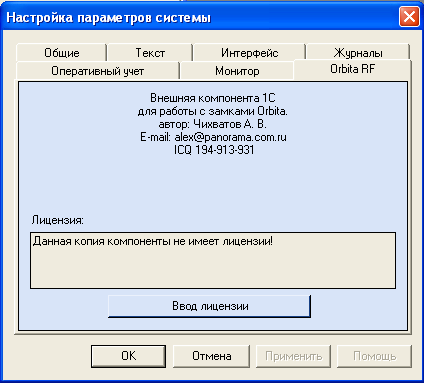 Настройка параметров системы
Общие Текст Интерфейс Журналы
Оперативный учет Монитор Orbita RF
Внешняя компонента 1С
для работы с замками Orbita.
автор: Чихватов А. В.
E-mail: alex@panorama.com.ru
ICQ 194-913-931
Лицензия:
Данная копия компоненты не имеет лицензии!
Ввод лицензии
OK Отмена Применить Помощь